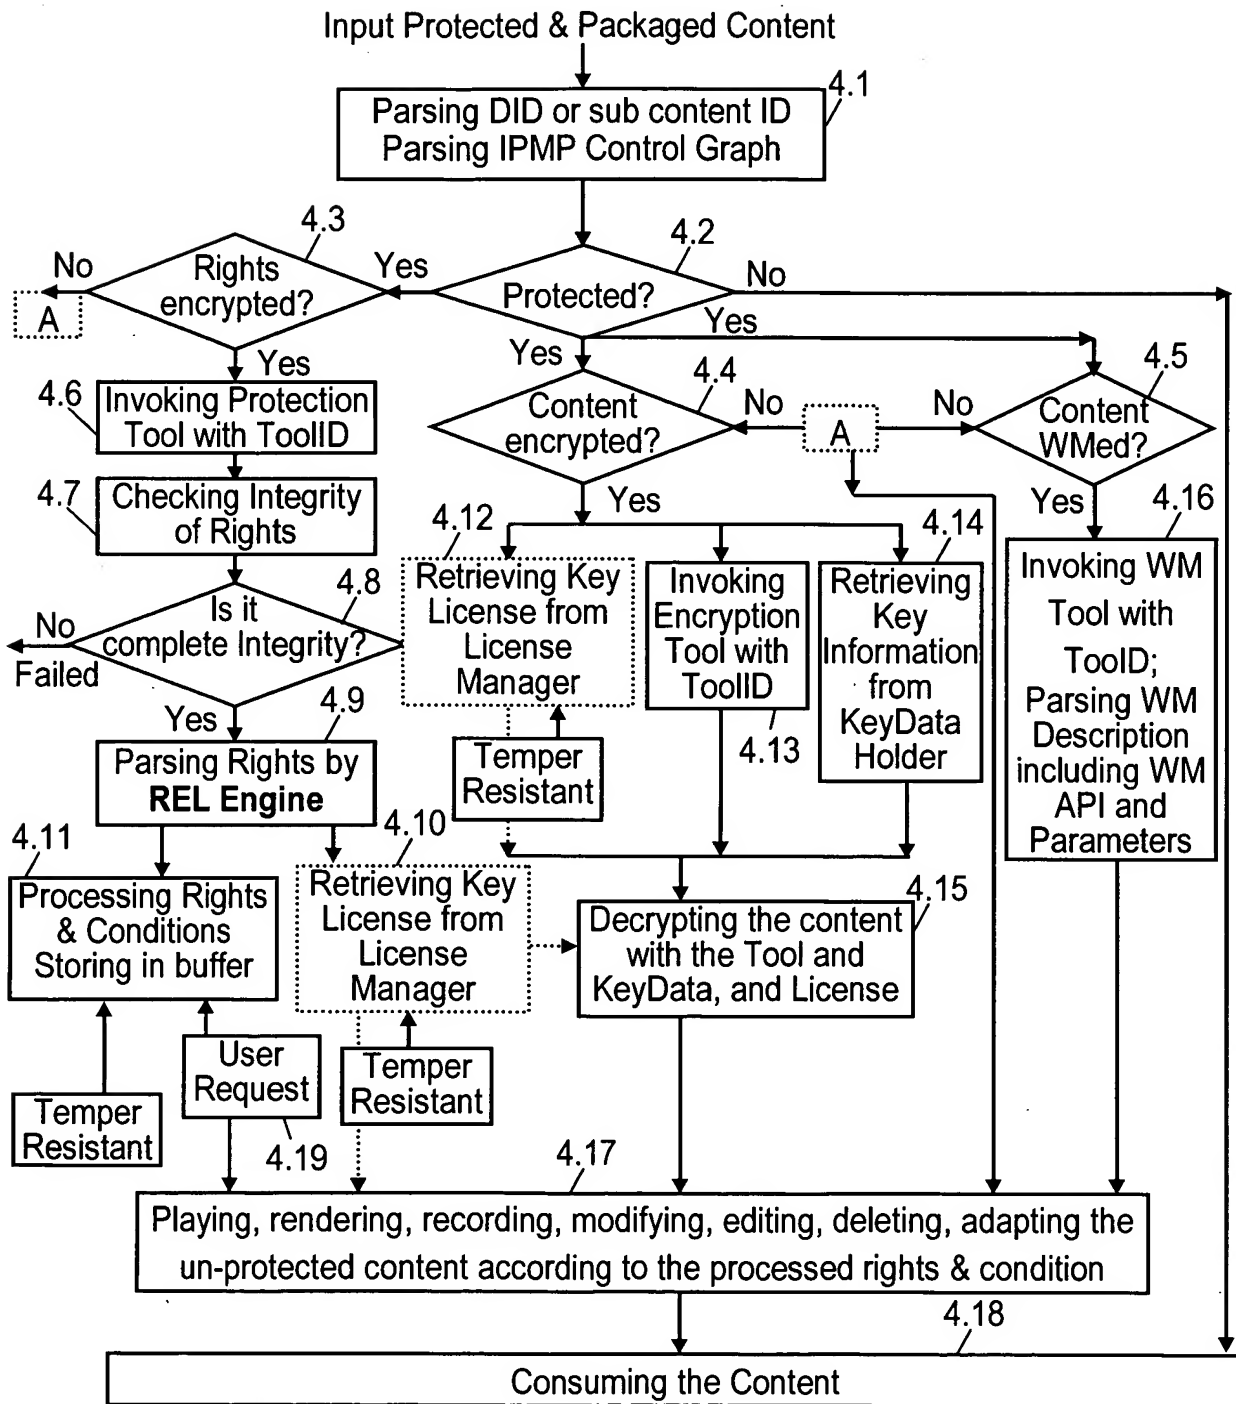 Input Protected & Packaged Content
4.1
Parsing DID or sub content ID
Parsing IPMP Control Graph
4.3
4.2
No
Rights
encrypted?
Yes
Protected?
No
A
Yes
Yes
Yes
4.4
4.5
4.6
Invoking Protection
Tool with ToolID
Content
encrypted?
No
A
No
Content
WMed?
4.7
Checking Integrity
of Rights
Yes
Yes
4.16
4.12
4.14
Retrieving Key
License from
License
Manager
Invoking
Encryption
Tool with
ToolID
Retrieving
Key
Information
from
KeyData
Holder
Invoking WM
Tool with
ToolD;
Parsing WM
Description
including WM
API and
Parameters
4.8
Is it
complete Integrity?
No
Failed
Yes
4.9
4.13
Temper
Resistant
Parsing Rights by
REL Engine
4.11
4.10
Processing Rights
& Conditions
Storing in buffer
Retrieving Key
License from
License
Manager
4.15
Decrypting the content
with the Tool and
KeyData, and License
User
Request
Temper
Resistant
Temper
Resistant
4.19
4.17
Playing, rendering, recording, modifying, editing, deleting, adapting the
un-protected content according to the processed rights & condition
4.18
Consuming the Content